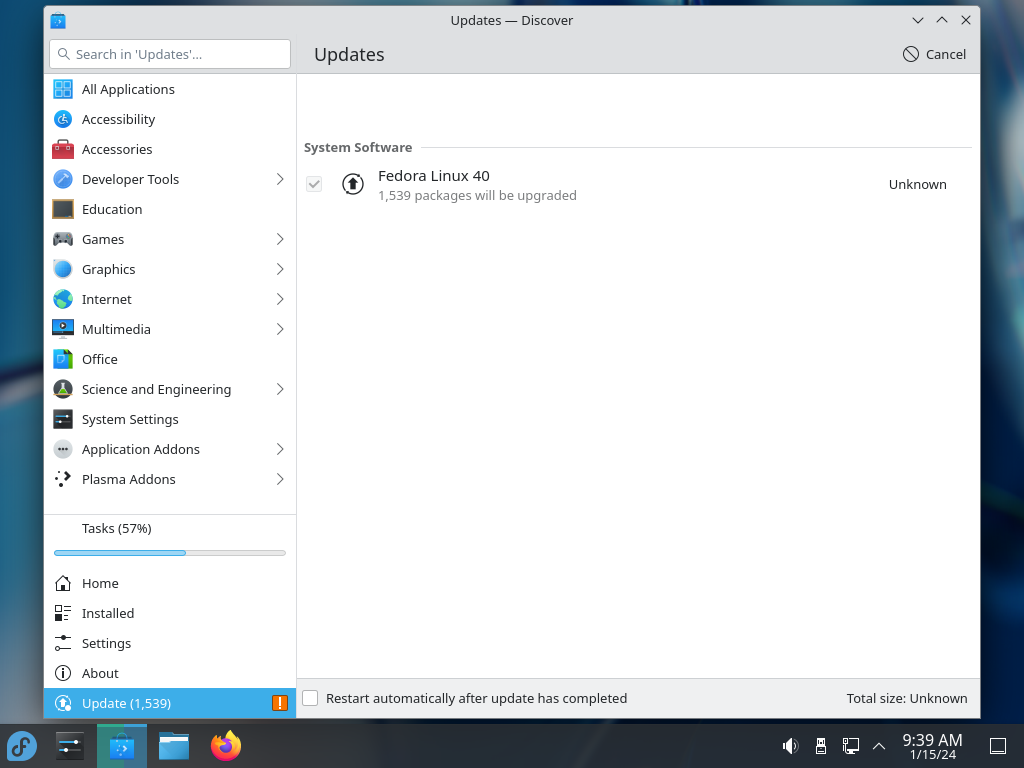 Updates — Discover
Search in 'Updates'...
Updates
Cancel
All Applications
Accessibility
Accessories
Developer Tools
Education
Games
Graphics
Internet
Multimedia
Office
Science and Engineering
System Settings
Application Addons
Plasma Addons
Tasks (57%)
Home
Installed
Settings
About
Update (1,539)
System Software
Fedora Linux 40
1,539 packages will be upgraded
Unknown
Restart automatically after update has completed
Total size: Unknown
9:39 AM
1/15/24